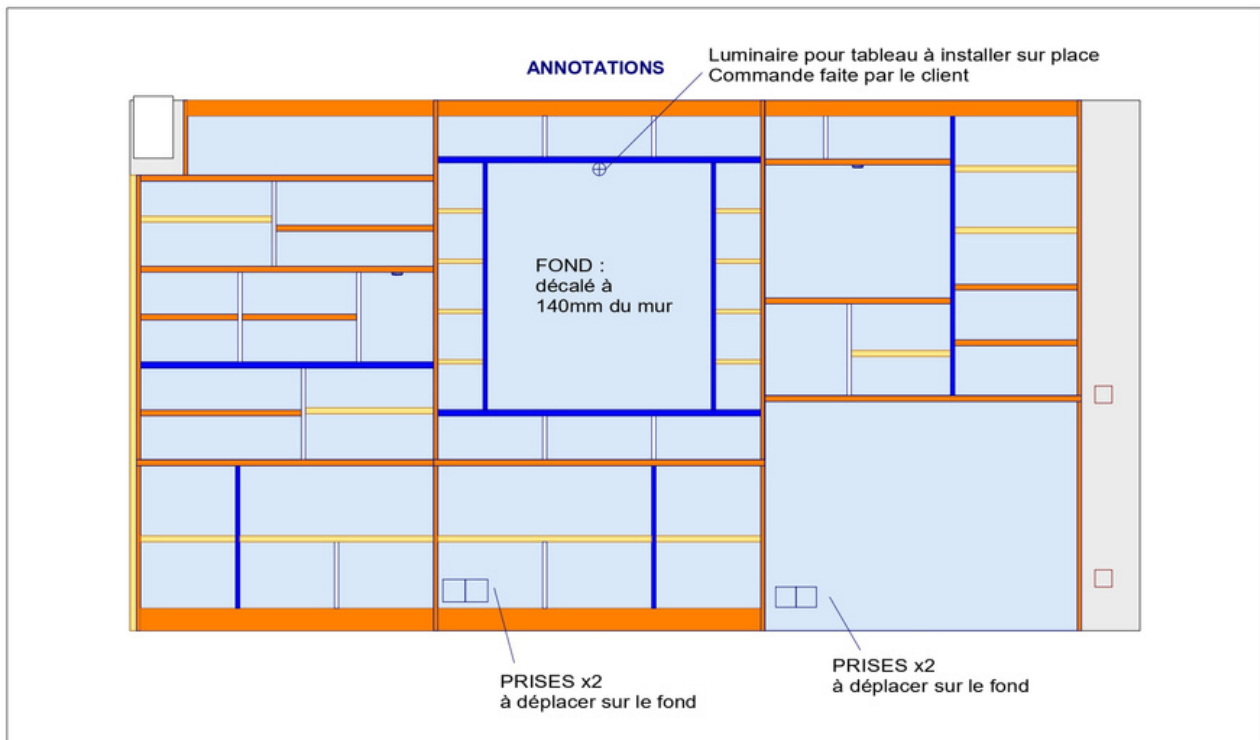 ANNOTATIONS
Luminaire pour tableau à installer sur place
Commande faite par le client
FOND :
décalé à
140mm du mur
PRISES x2
à déplacer sur le fond
PRISES x2
à déplacer sur le fond